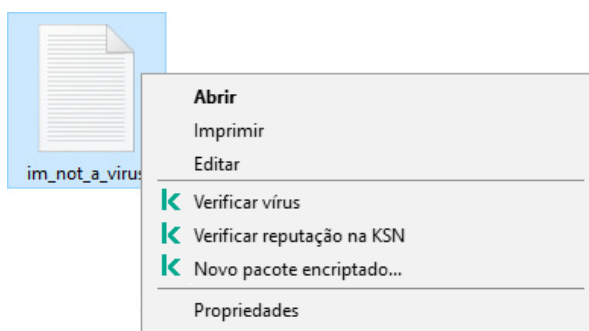 im_not_a_virus
Abrir
Imprimir
Editar
Verificar vírus
Verificar reputação na KSN
Novo pacote encriptado...
Propriedades